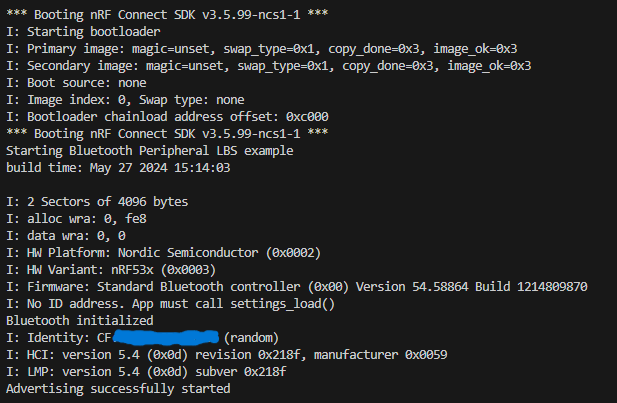 *** Booting nRF Connect SDK v3.5.99-ncs1-1 ***
I: Starting bootloader
I: Primary image: magic=unset, swap_type=0x1, copy_done=0x3, image_ok=0x3
I: Secondary image: magic=unset, swap_type=0x1, copy_done=0x3, image_ok=0x3
I: Boot source: none
I: Image index: 0, Swap type: none
I: Bootloader chainload address offset: 0xc000
*** Booting nRF Connect SDK v3.5.99-ncs1-1 ***
Starting Bluetooth Peripheral LBS example
build time: May 27 2024 15:14:03
I: 2 Sectors of 4096 bytes
I: alloc wra: 0, fe8
I: data wra: 0, 0
I: HW Platform: Nordic Semiconductor (0x0002)
I: HW Variant: nRF53x (0x0003)
I: Firmware: Standard Bluetooth controller (0x00) Version 54.58864 Build 1214809870
I: No ID address. App must call settings_load()
Bluetooth initialized
I: Identity: CF (random)
I: HCI: version 5.4 (0x0d) revision 0x218f, manufacturer 0x0059
I: LMP: version 5.4 (0x0d) subver 0x218f
Advertising successfully started